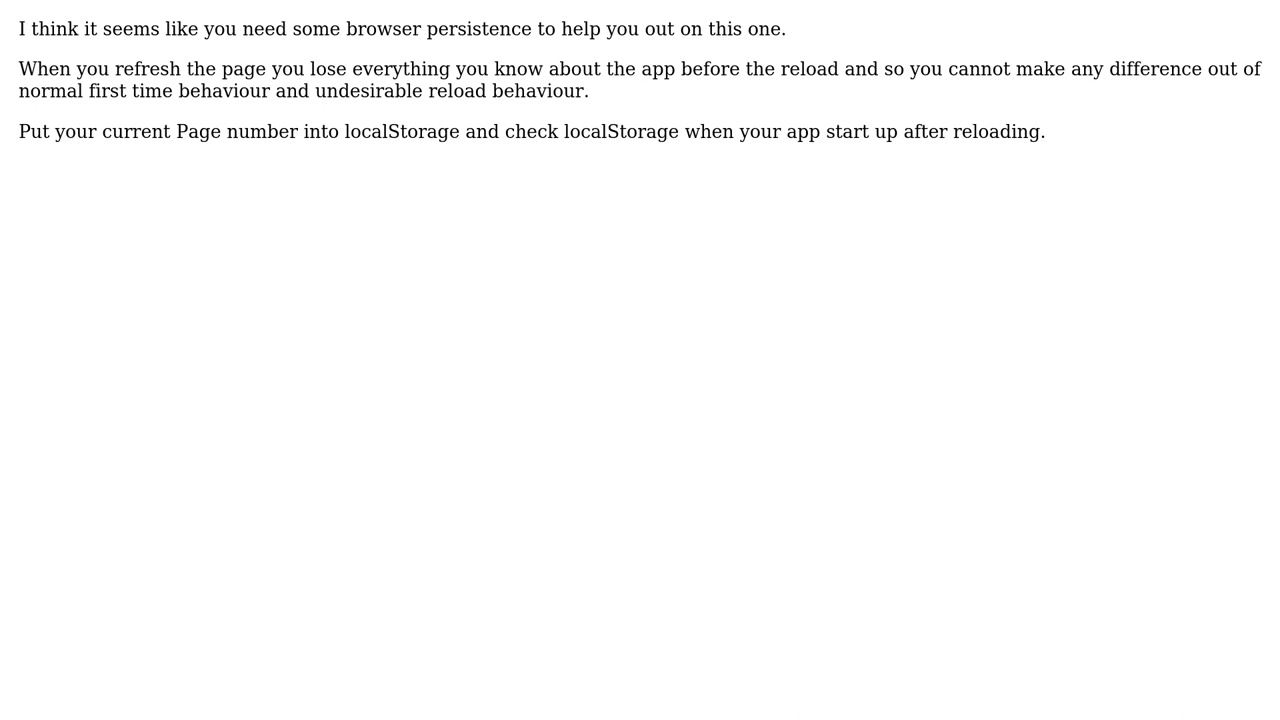 I think it seems like you need some browser persistence to help you out on this one.
When you refresh the page you lose everything you know about the app before the reload and so you cannot make any difference out of
normal first time behaviour and undesirable reload behaviour.
Put your current Page number into localStorage and check localStorage when your app start up after reloading.